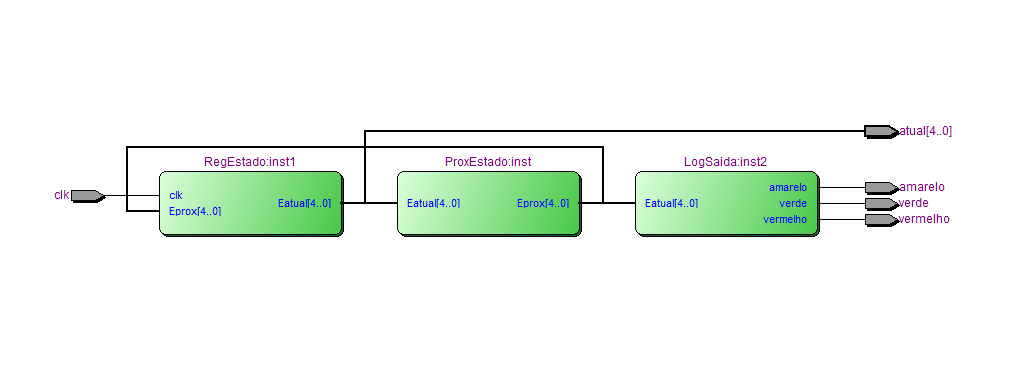 atual[4..0]
RegEstado:inst1
ProxEstado:inst
LogSaida:inst2
clk
clk
Eprox[4..0]
Eatual[4..0]
Eatual[4..0]
Eprox[4..0]
Eatual[4..0]
amarelo
verde
vermelho
amarelo
verde
vermelho